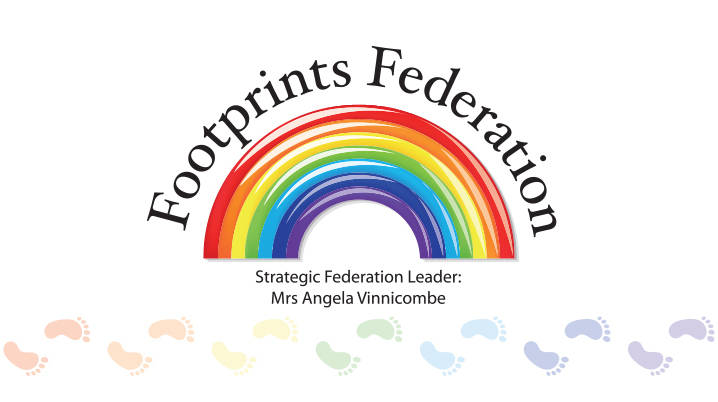 Footprints Federation
Strategic Federation Leader:
Mrs Angela Vinnicombe